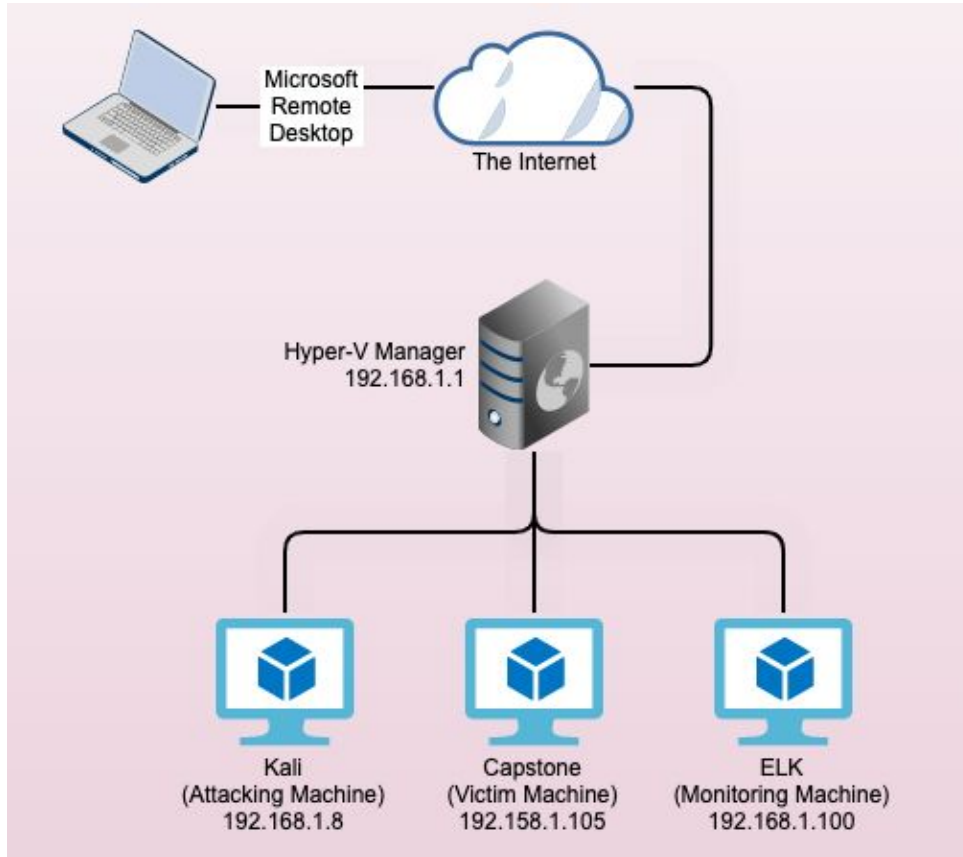 Microsoft
Remote
Desktop
The Internet
Hyper-V Manager
192.168.1.1
Kali
(Attacking Machine)
192.168.1.8
Capstone
(Victim Machine)
192.158.1.105
ELK
(Monitoring Machine)
192.168.1.100